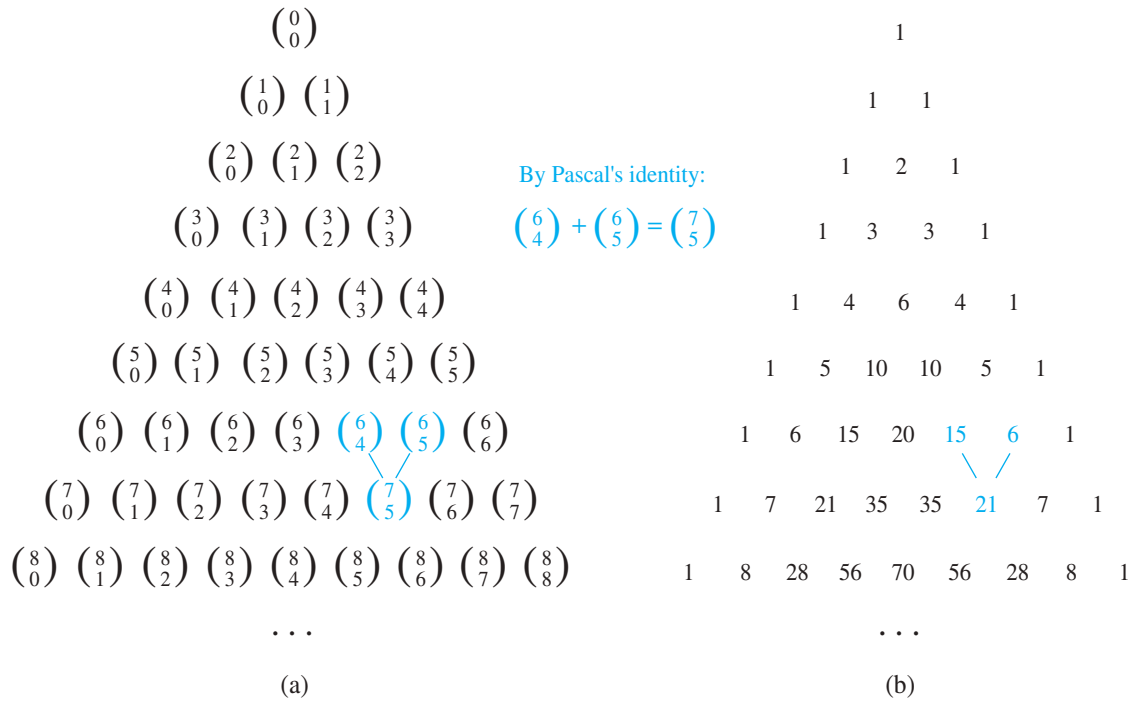 (0 0) 1
(1 0) (1 1) 1 1
(2 0) (2 1) (2 2) 1 2 1
By Pascal's identity:
(3 0) (3 1) (3 2) (3 3) (6 4) + (6 5) = (7 5) 1 3 3 1
(4 0) (4 1) (4 2) (4 3) (4 4) 1 4 6 4 1
(5 0) (5 1) (5 2) (5 3) (5 4) (5 5) 1 5 10 10 5 1
(6 0) (6 1) (6 2) (6 3) (6 4) (6 5) (6 6) 1 6 15 20 15 6 1
(7 0) (7 1) (7 2) (7 3) (7 4) (7 5) (7 6) (7 7) 1 7 21 35 35 21 7 1
(8 0) (8 1) (8 2) (8 3) (8 4) (8 5) (8 6) (8 7) (8 8) 1 8 28 56 70 56 28 8 1
. . . . . .
(a) (b)